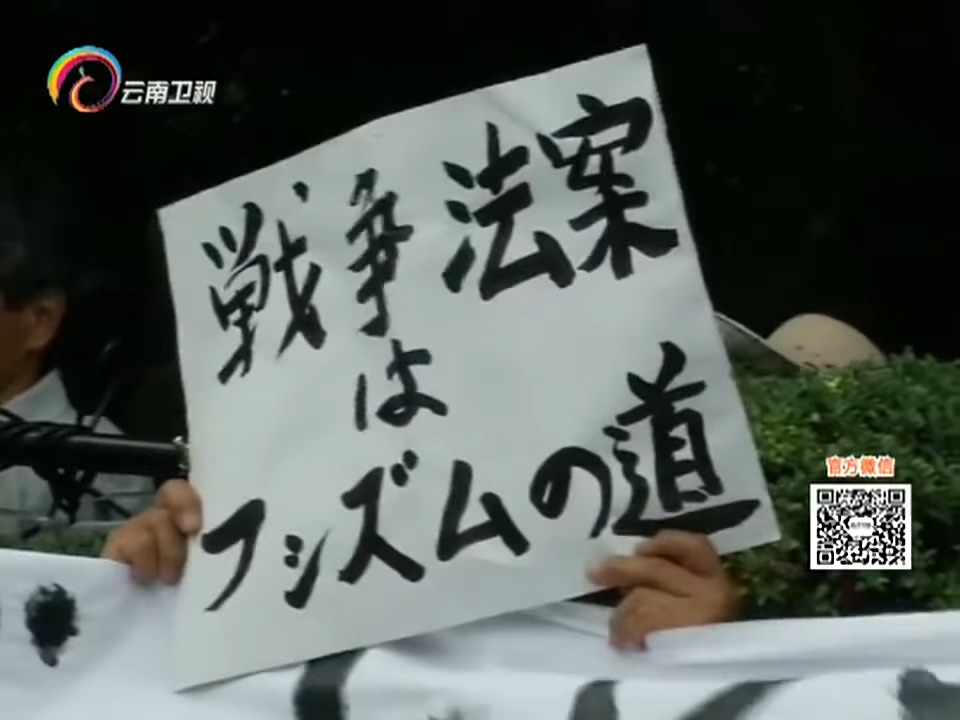 云南卫视
戦争法案
は
フシズムの道
官方微信